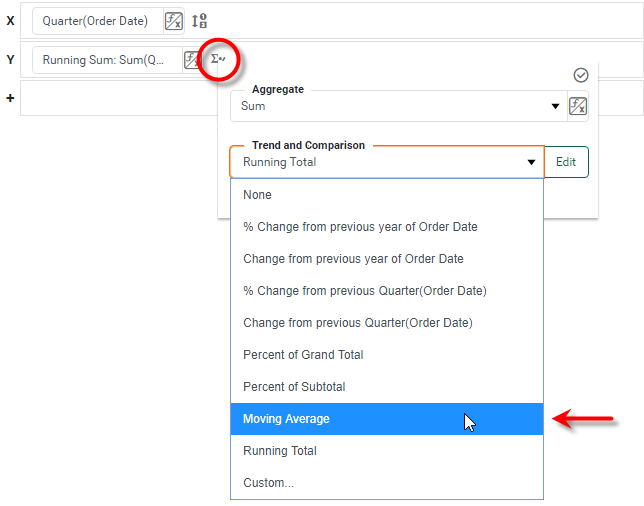 X Quarter(Order Date)
Y Running Sum: Sum(Q...
Aggregate
Sum
Trend and Comparison
Running Total Edit
None
% Change from previous year of Order Date
Change from previous year of Order Date
% Change from previous Quarter(Order Date)
Change from previous Quarter(Order Date)
Percent of Grand Total
Percent of Subtotal
Moving Average
Running Total
Custom...